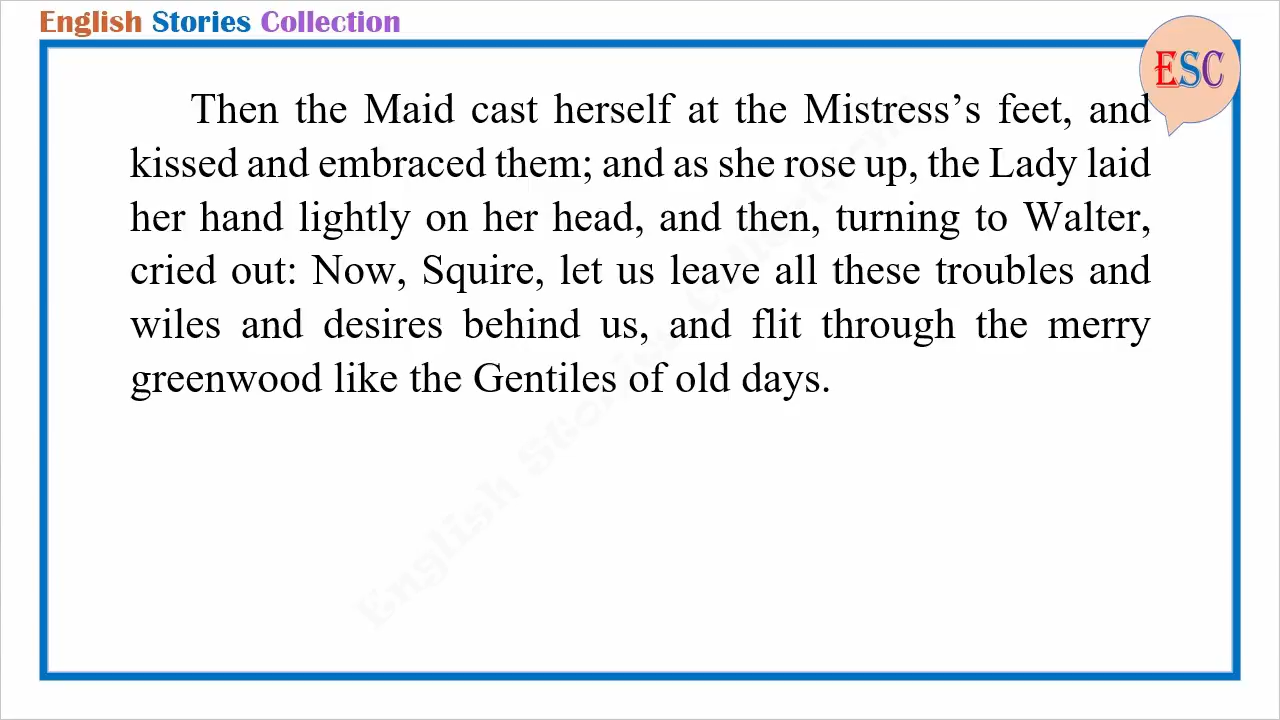 English Stories Collection
ESC
Then the Maid cast herself at the Mistress’s feet, and
kissed and embraced them; and as she rose up, the Lady laid
her hand lightly on her head, and then, turning to Walter,
cried out: Now, Squire, let us leave all these troubles and
wiles and desires behind us, and flit through the merry
greenwood like the Gentiles of old days.
English Stories Collection